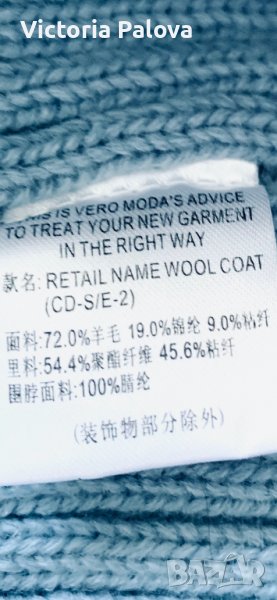 Victoria Palova
THIS IS VERO MODA'S ADVICE
TO TREAT YOUR NEW GARMENT
IN THE RIGHT WAY
款名: RETAIL NAME WOOL COAT
(CD-S/E-2)
面料:72.0%羊毛 19.0%锦纶 9.0%粘纤
里料:54.4%聚酯纤维 45.6%粘纤
围脖面料:100%腈纶
(装饰物部分除外)
BAZAR